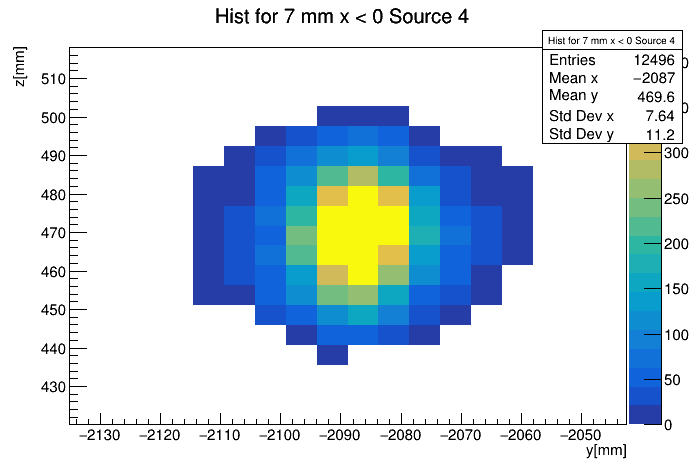 Hist for 7 mm x < 0 Source 4
z[mm]
Hist for 7 mm x < 0 Source 4
Entries 12496
Mean x −2087
Mean y 469.6
Std Dev x 7.64
Std Dev y 11.2
510
500
490
480
470
460
450
440
430
300
250
200
150
100
50
0
−2130 −2120 −2110 −2100 −2090 −2080 −2070 −2060 −2050
y[mm]